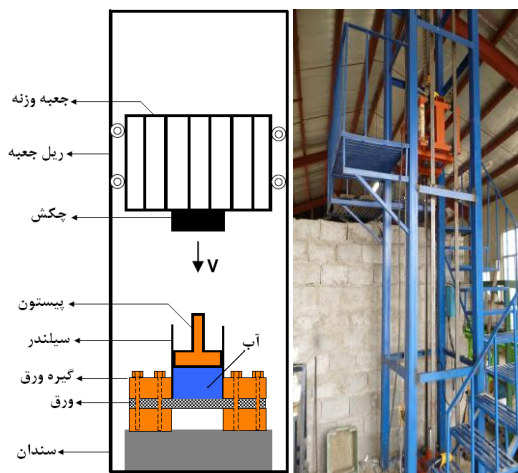 جعبه وزنه
ریل جعبه
چکش
V
پیستون
سیلندر
آب
گیره ورق
ورق
سندان